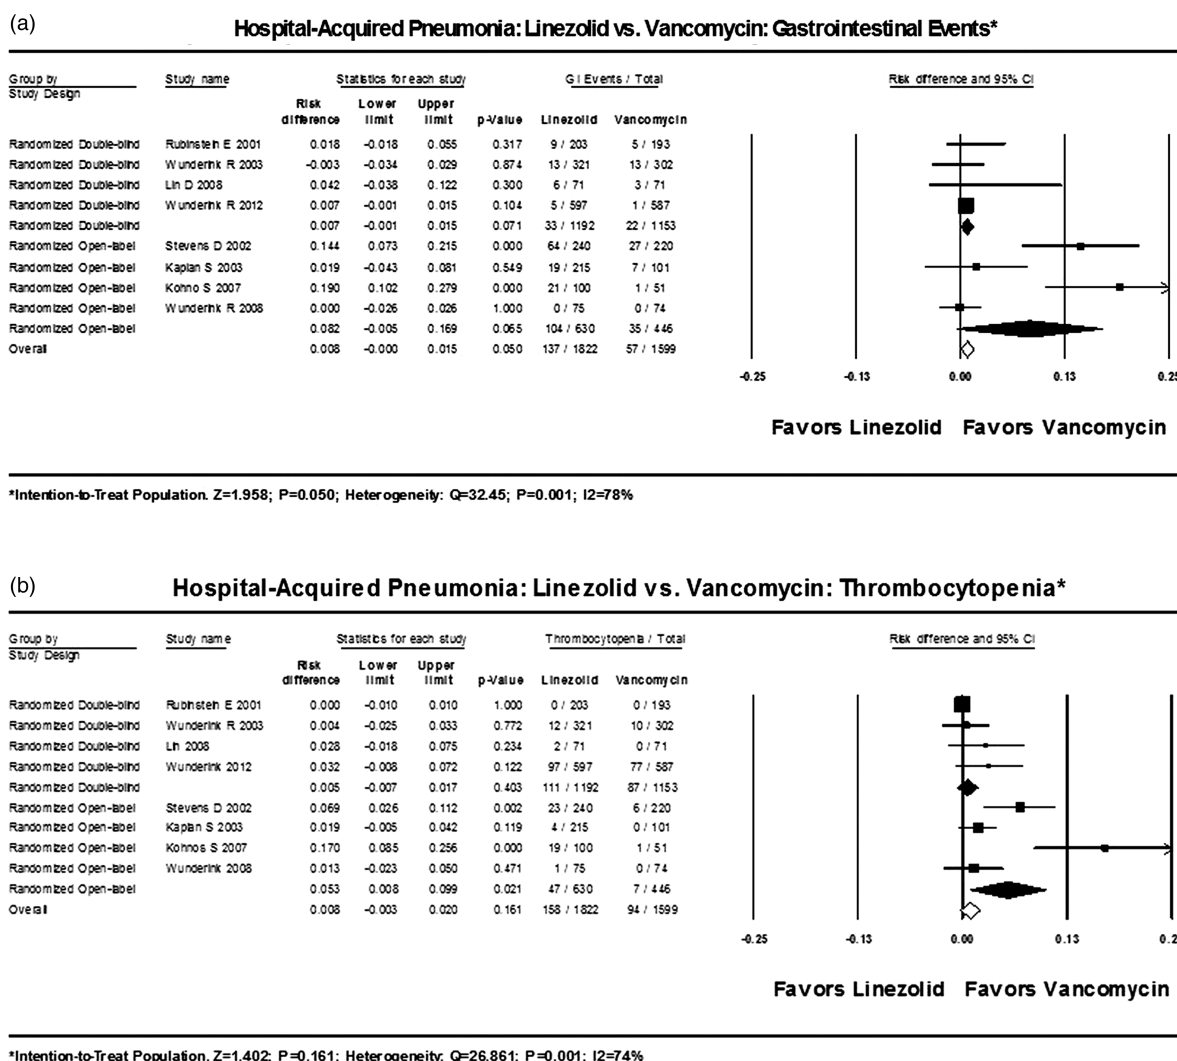 (a)
Hospital-Acquired Pneumonia: Linezolid vs. Vancomycin: Gastrointestinal Events*
Group by Study name Statistics for each study GI Events / Total Risk difference and 95% CI
Study Design
Risk Lower Upper
difference limit limit p-Value Linezolid Vancomycin
Randomized Double-blind Rubinstein E 2001 0.018 -0.018 0.055 0.317 9 / 203 5 / 193
Randomized Double-blind Wunderink R 2003 -0.003 -0.034 0.029 0.874 13 / 321 13 / 302
Randomized Double-blind Lin D 2008 0.042 -0.038 0.122 0.300 6 / 71 3 / 71
Randomized Double-blind Wunderink R 2012 0.007 -0.001 0.015 0.104 5 / 597 1 / 587
Randomized Double-blind 0.007 -0.001 0.015 0.071 33 / 1192 22 / 1153
Randomized Open-label Stevens D 2002 0.144 0.073 0.215 0.000 64 / 240 27 / 220
Randomized Open-label Kaplan S 2003 0.019 -0.043 0.081 0.549 19 / 215 7 / 101
Randomized Open-label Kohno S 2007 0.190 0.102 0.279 0.000 21 / 100 1 / 51
Randomized Open-label Wunderink R 2008 0.000 -0.026 0.026 1.000 0 / 75 0 / 74
Randomized Open-label 0.082 -0.005 0.169 0.065 104 / 630 35 / 446
Overall 0.008 -0.000 0.015 0.050 137 / 1822 57 / 1599
-0.25 -0.13 0.00 0.13 0.25
Favors Linezolid Favors Vancomycin
*Intention-to-Treat Population. Z=1.958; P=0.050; Heterogeneity: Q=32.45; P=0.001; I2=78%
(b)
Hospital-Acquired Pneumonia: Linezolid vs. Vancomycin: Thrombocytopenia*
Group by Study name Statistics for each study Thrombocytopenia / Total Risk difference and 95% CI
Study Design
Risk Lower Upper
difference limit limit p-Value Linezolid Vancomycin
Randomized Double-blind Rubinstein E 2001 0.000 -0.010 0.010 1.000 0 / 203 0 / 193
Randomized Double-blind Wunderink R 2003 0.004 -0.025 0.033 0.772 12 / 321 10 / 302
Randomized Double-blind Lin 2008 0.028 -0.018 0.075 0.234 2 / 71 0 / 71
Randomized Double-blind Wunderink 2012 0.032 -0.008 0.072 0.122 97 / 597 77 / 587
Randomized Double-blind 0.005 -0.007 0.017 0.403 111 / 1192 87 / 1153
Randomized Open-label Stevens D 2002 0.069 0.026 0.112 0.002 23 / 240 6 / 220
Randomized Open-label Kaplan S 2003 0.019 -0.005 0.042 0.119 4 / 215 0 / 101
Randomized Open-label Kohnos S 2007 0.170 0.085 0.256 0.000 19 / 100 1 / 51
Randomized Open-label Wunderink 2008 0.013 -0.023 0.050 0.471 1 / 75 0 / 74
Randomized Open-label 0.053 0.008 0.099 0.021 47 / 630 7 / 446
Overall 0.008 -0.003 0.020 0.161 158 / 1822 94 / 1599
-0.25 -0.13 0.00 0.13 0.2
Favors Linezolid Favors Vancomycin
*Intention-to-Treat Population. Z=1.402; P=0.161; Heterogeneity: Q=26.861; P=0.001; I2=74%